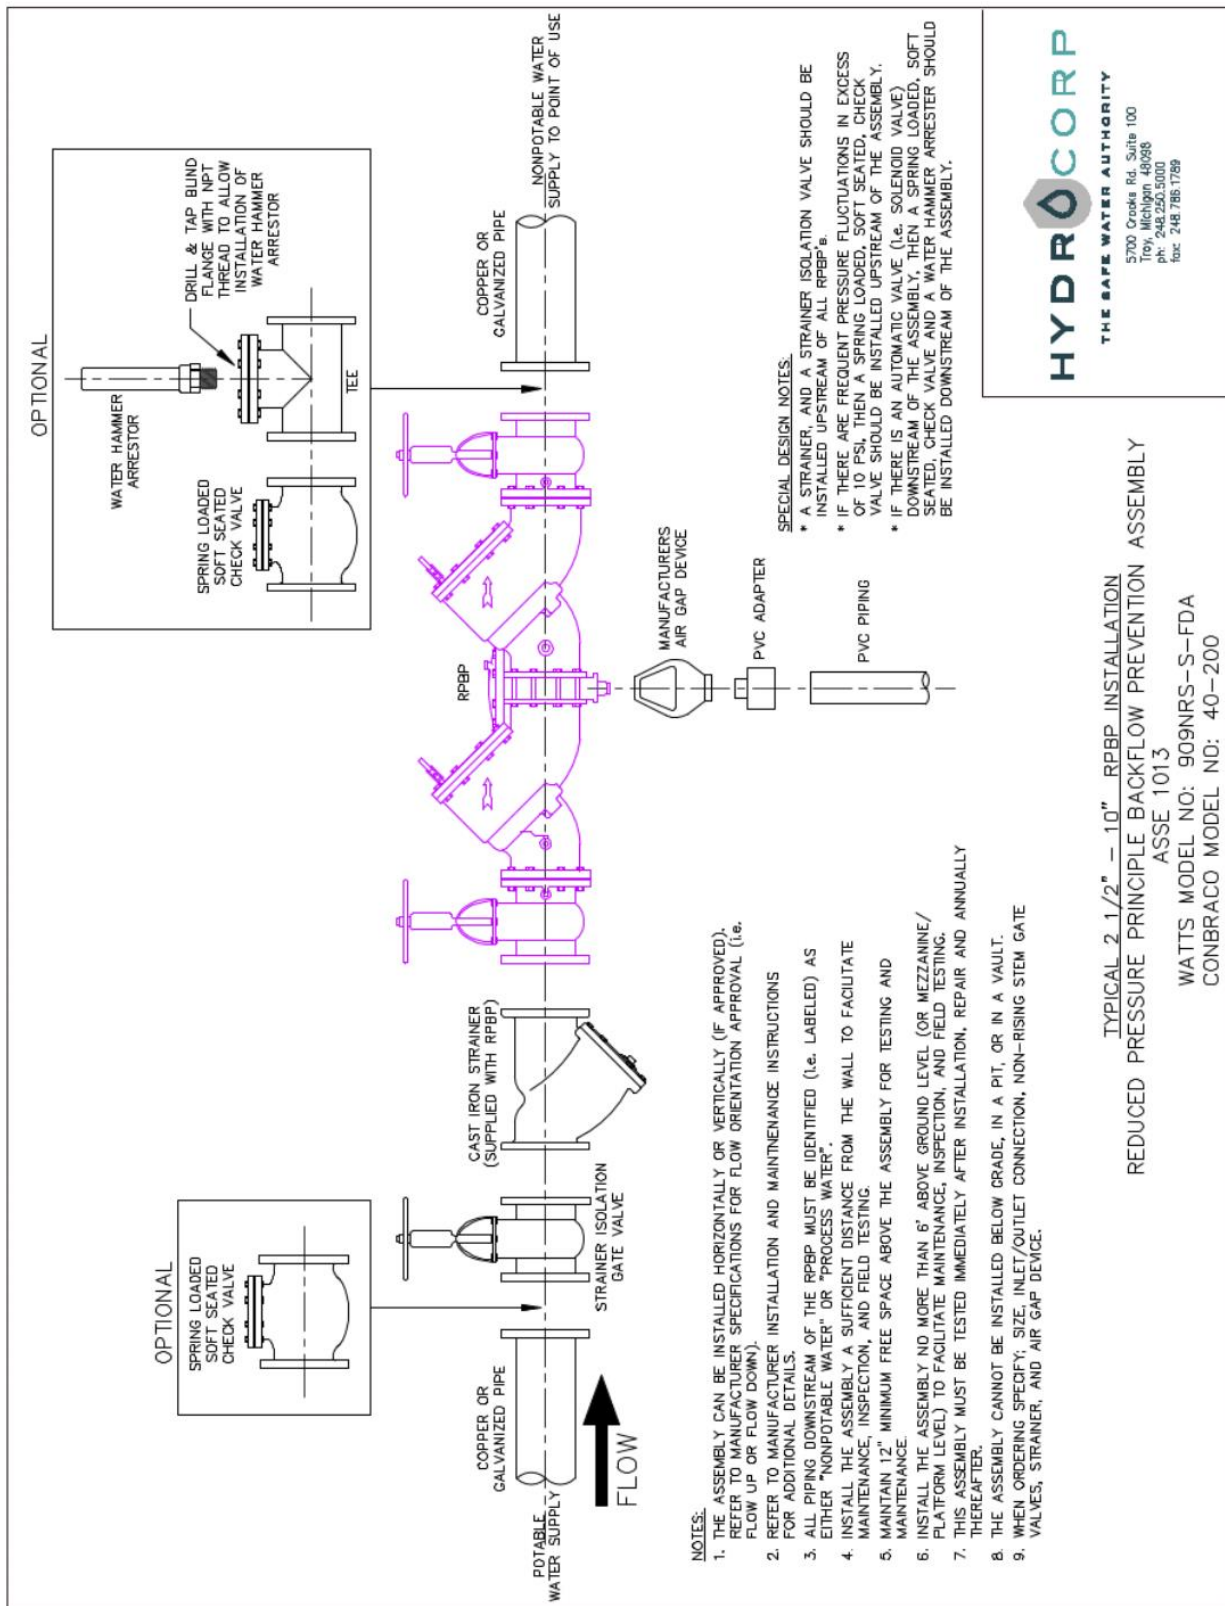 OPTIONAL
SPRING LOADED
SOFT SEATED
CHECK VALVE
OPTIONAL
WATER HAMMER
ARRESTOR
DRILL & TAP BLIND
FLANGE WITH NPT
THREAD TO ALLOW
INSTALLATION OF
WATER HAMMER
ARRESTOR
SPRING LOADED
SOFT SEATED
CHECK VALVE
TEE
COPPER OR
GALVANIZED PIPE
POTABLE
WATER SUPPLY
FLOW
STRAINER ISOLATION
GATE VALVE
CAST IRON STRAINER
(SUPPLIED WITH RPBP)
RPBP
COPPER OR
GALVANIZED PIPE
NONPOTABLE WATER
SUPPLY TO POINT OF USE
MANUFACTURERS
AIR GAP DEVICE
PVC ADAPTER
PVC PIPING
NOTES:
1. THE ASSEMBLY CAN BE INSTALLED HORIZONTALLY OR VERTICALLY (IF APPROVED).
REFER TO MANUFACTURER SPECIFICATIONS FOR FLOW ORIENTATION APPROVAL (i.e.
FLOW UP OR FLOW DOWN).
2. REFER TO MANUFACTURER INSTALLATION AND MAINTNENANCE INSTRUCTIONS
FOR ADDITIONAL DETAILS.
3. ALL PIPING DOWNSTREAM OF THE RPBP MUST BE IDENTIFIED (i.e. LABELED) AS
EITHER "NONPOTABLE WATER" OR "PROCESS WATER".
4. INSTALL THE ASSEMBLY A SUFFICIENT DISTANCE FROM THE WALL TO FACILITATE
MAINTENANCE, INSPECTION, AND FIELD TESTING.
5. MAINTAIN 12" MINIMUM FREE SPACE ABOVE THE ASSEMBLY FOR TESTING AND
MAINTENANCE.
6. INSTALL THE ASSEMBLY NO MORE THAN 6' ABOVE GROUND LEVEL (OR MEZZANINE/
PLATFORM LEVEL) TO FACILITATE MAINTENANCE, INSPECTION, AND FIELD TESTING.
7. THIS ASSEMBLY MUST BE TESTED IMMEDIATELY AFTER INSTALLATION, REPAIR AND ANNUALLY
THEREAFTER.
8. THE ASSEMBLY CANNOT BE INSTALLED BELOW GRADE, IN A PIT, OR IN A VAULT.
9. WHEN ORDERING SPECIFY; SIZE, INLET/OUTLET CONNECTION, NON-RISING STEM GATE
VALVES, STRAINER, AND AIR GAP DEVICE.
SPECIAL DESIGN NOTES:
* A STRAINER, AND A STRAINER ISOLATION VALVE SHOULD BE
INSTALLED UPSTREAM OF ALL RPBP's.
* IF THERE ARE FREQUENT PRESSURE FLUCTUATIONS IN EXCESS
OF 10 PSI, THEN A SPRING LOADED, SOFT SEATED, CHECK
VALVE SHOULD BE INSTALLED UPSTREAM OF THE ASSEMBLY.
* IF THERE IS AN AUTOMATIC VALVE (i.e. SOLENOID VALVE)
DOWNSTREAM OF THE ASSEMBLY, THEN A SPRING LOADED, SOFT
SEATED, CHECK VALVE AND A WATER HAMMER ARRESTER SHOULD
BE INSTALLED DOWNSTREAM OF THE ASSEMBLY.
TYPICAL 2 1/2" - 10" RPBP INSTALLATION
REDUCED PRESSURE PRINCIPLE BACKFLOW PREVENTION ASSEMBLY
ASSE 1013
WATTS MODEL NO: 909NRS-S-FDA
CONBRACO MODEL NO: 40-200
HYDROCORP
THE SAFE WATER AUTHORITY
5700 Crooks Rd. Suite 100
Troy, Michigan 48098
ph: 248.250.5000
fax: 248.786.1789